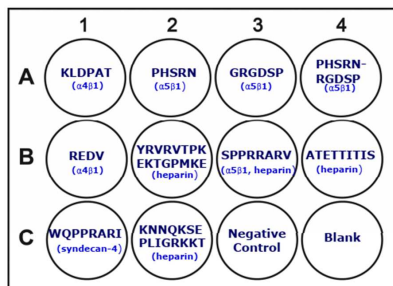 1 2 3 4
A
KLDPAT
(α4β1)
PHSRN
(α5β1)
GRGDSP
(α5β1)
PHSRN-
RGDSP
(α5β1)
B
REDV
(α4β1)
YRVRVTPK
EKTGPMKE
(heparin)
SPPRRARV
(α5β1, heparin)
ATETTITIS
(heparin)
C
WQPPRARI
(syndecan-4)
KNNQKSE
PLIGRKKT
(heparin)
Negative
Control
Blank